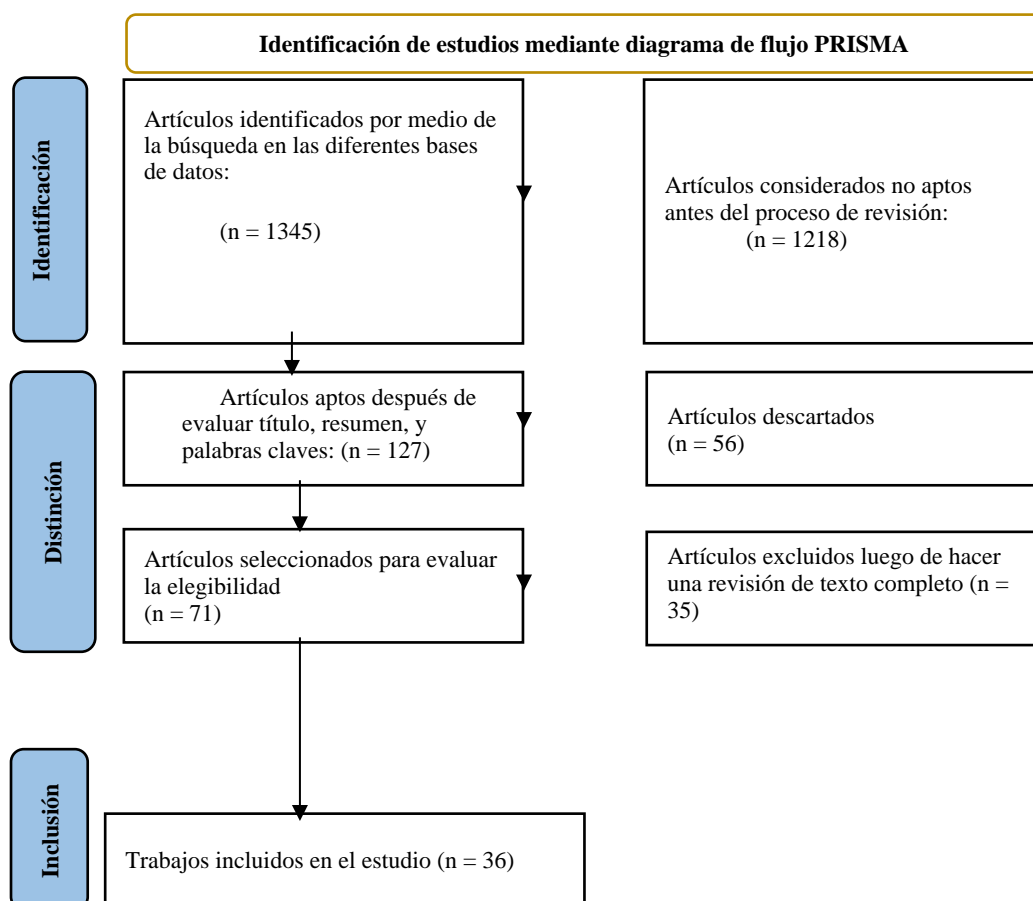 Identificación de estudios mediante diagrama de flujo PRISMA
Identificación
Artículos identificados por medio de
la búsqueda en las diferentes bases
de datos:
(n = 1345)
Artículos considerados no aptos
antes del proceso de revisión:
(n = 1218)
Distinción
Artículos aptos después de
evaluar título, resumen, y
palabras claves: (n = 127)
Artículos descartados
(n = 56)
Artículos seleccionados para evaluar
la elegibilidad
(n = 71)
Artículos excluidos luego de hacer
una revisión de texto completo (n =
35)
Inclusión
Trabajos incluidos en el estudio (n = 36)